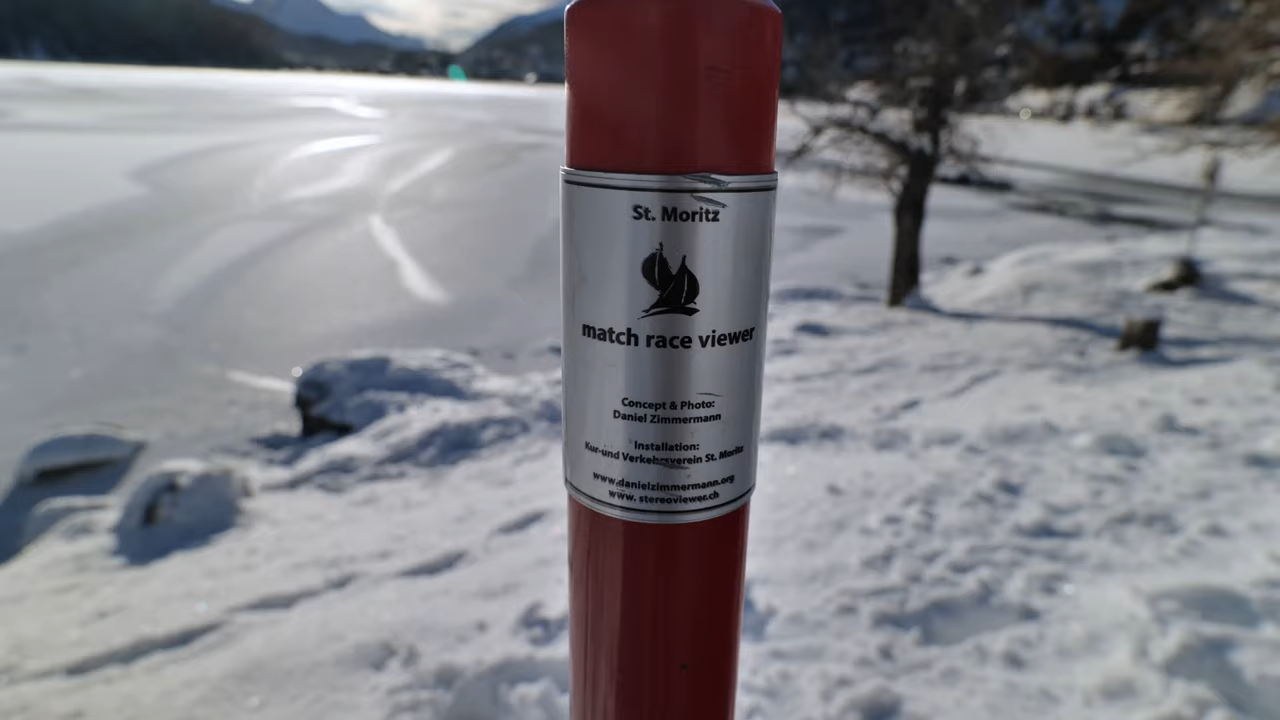 St. Moritz
match race viewer
Concept & Photo:
Daniel Zimmermann
Installation:
Kur-und Verkehrsverein St. Moritz
www.danielzimmermann.org
www. stereoviewer.ch